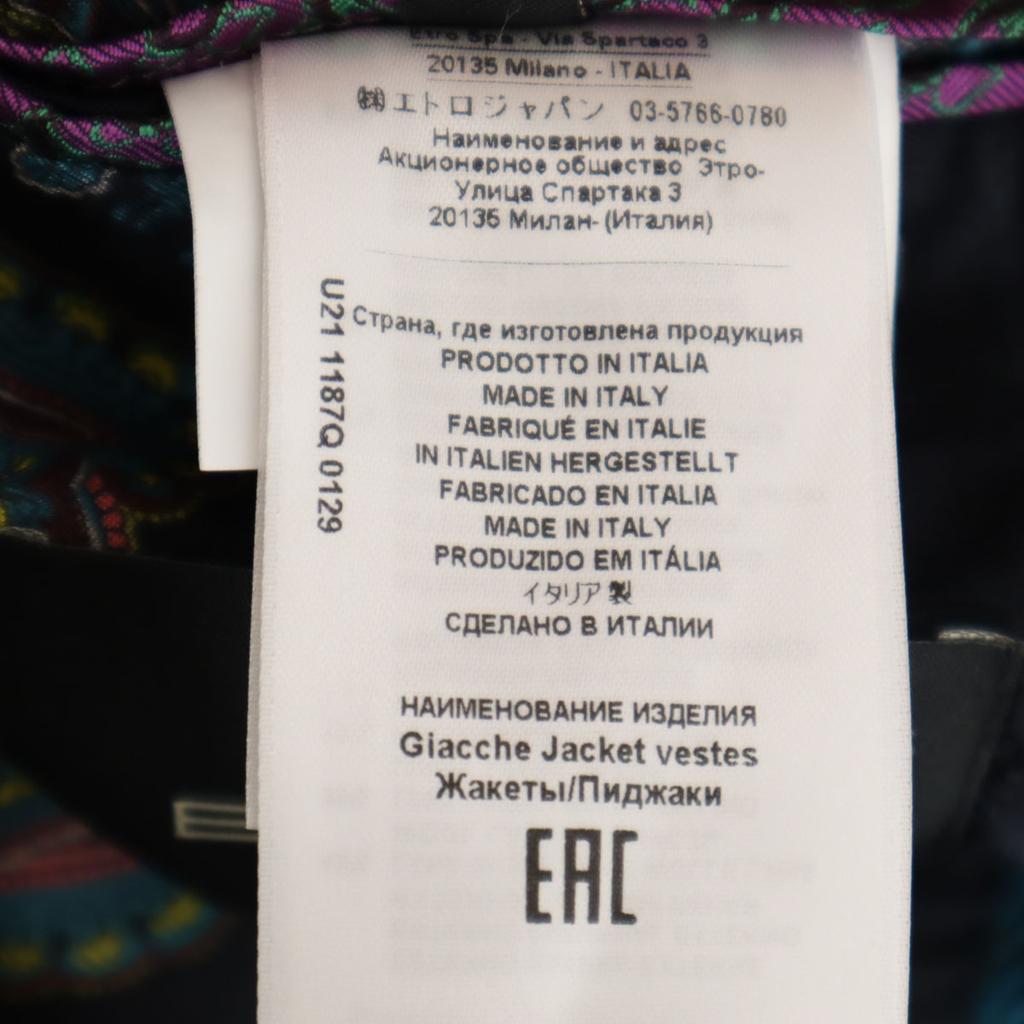 Etro Spa - Via Spartaco 3
20135 Milano - ITALIA
㈱エトロジャパン 03-5766-0780
Наименование и адрес
Акционерное общество Этро-
Улица Спартака 3
20135 Милан- (Италия)
U21 1187Q 0129
Страна, где изготовлена продукция
PRODOTTO IN ITALIA
MADE IN ITALY
FABRIQUÉ EN ITALIE
IN ITALIEN HERGESTELLT
FABRICADO EN ITALIA
MADE IN ITALY
PRODUZIDO EM ITÁLIA
イタリア製
СДЕЛАНО В ИТАЛИИ
НАИМЕНОВАНИЕ ИЗДЕЛИЯ
Giacche Jacket vestes
Жакеты/Пиджаки
EAC